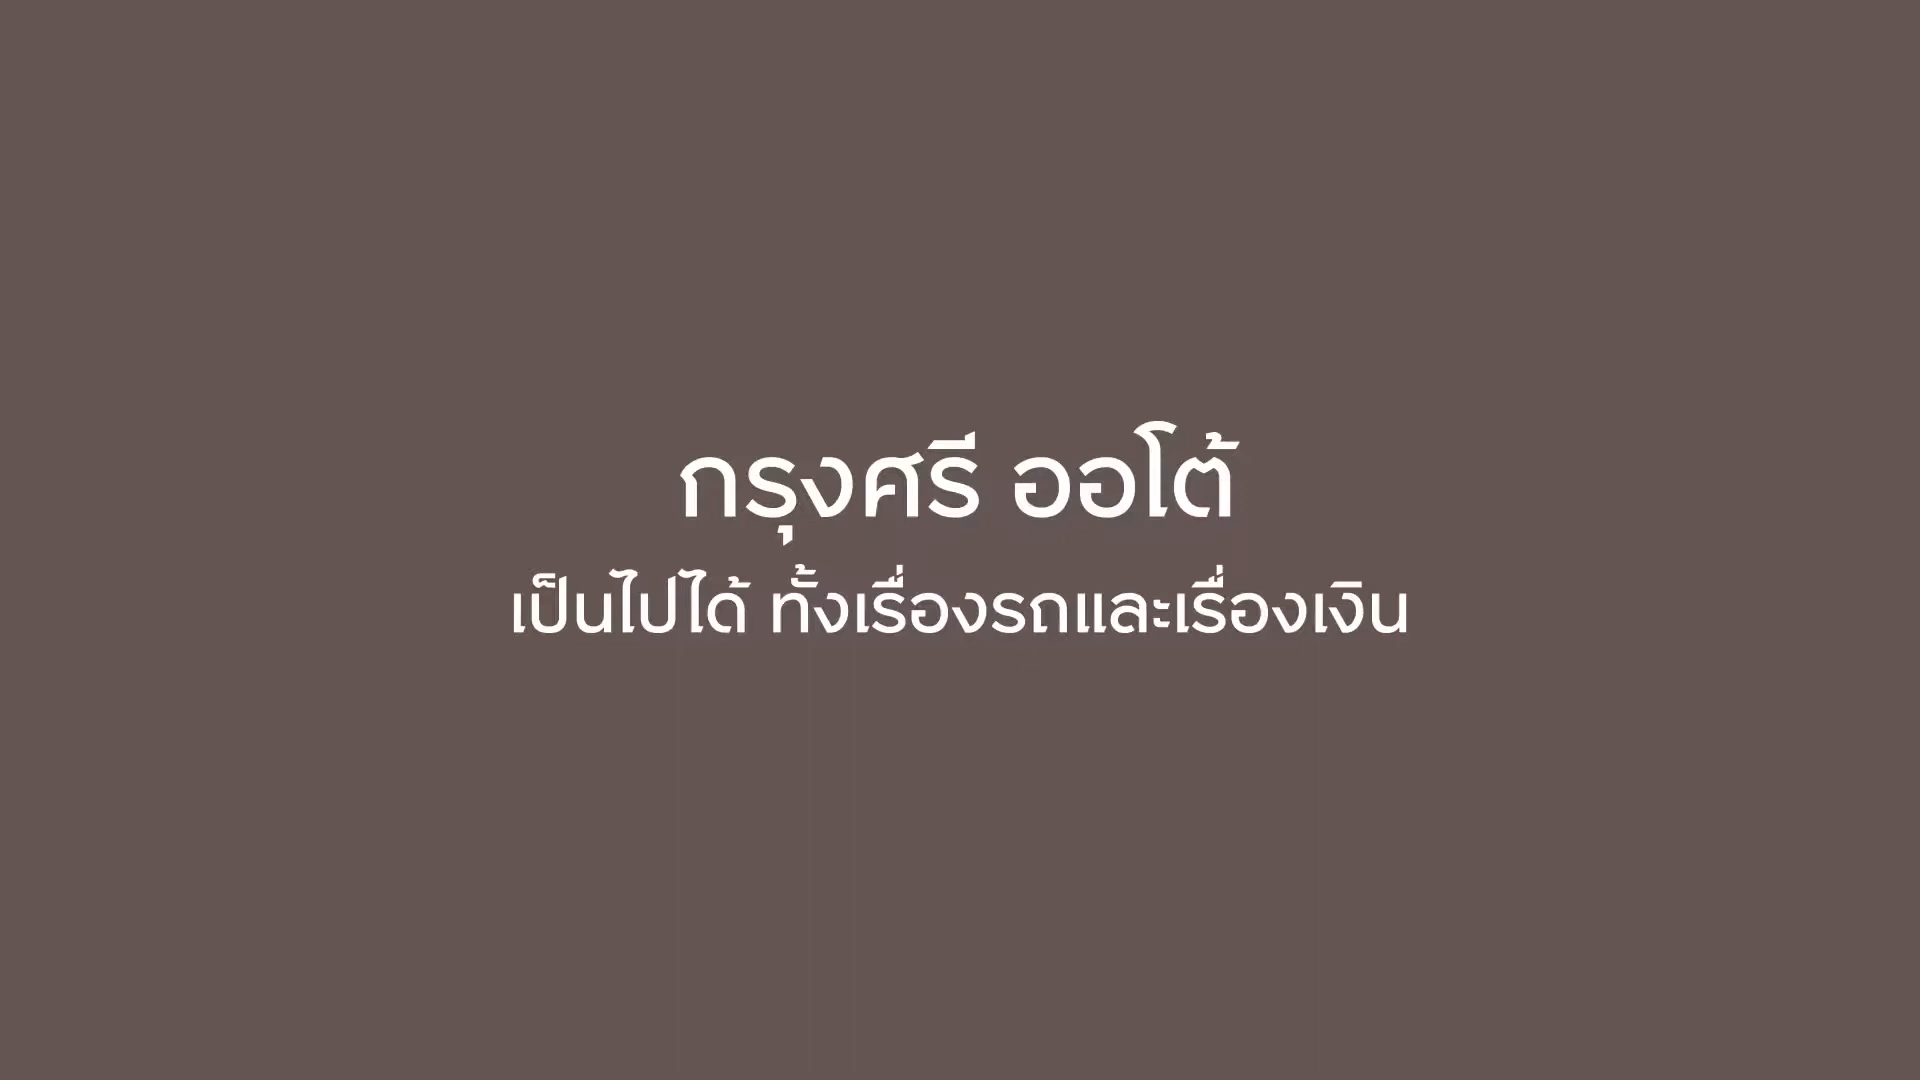 กรุงศรี ออโต้
เป็นไปได้ ทั้งเรื่องรถและเรื่องเงิน